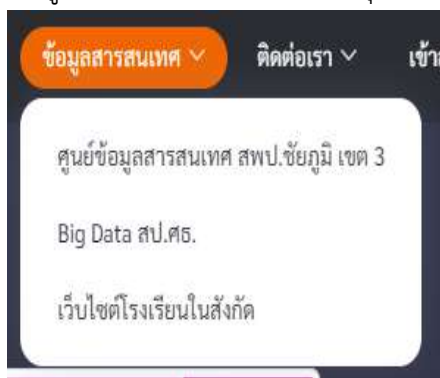 ข้อมูลสารสนเทศ ติดต่อเรา
ศูนย์ข้อมูลสารสนเทศ สพป.ชัยภูมิ เขต 3
Big Data สป.ศธ.
เว็บไซต์โรงเรียนในสังกัด